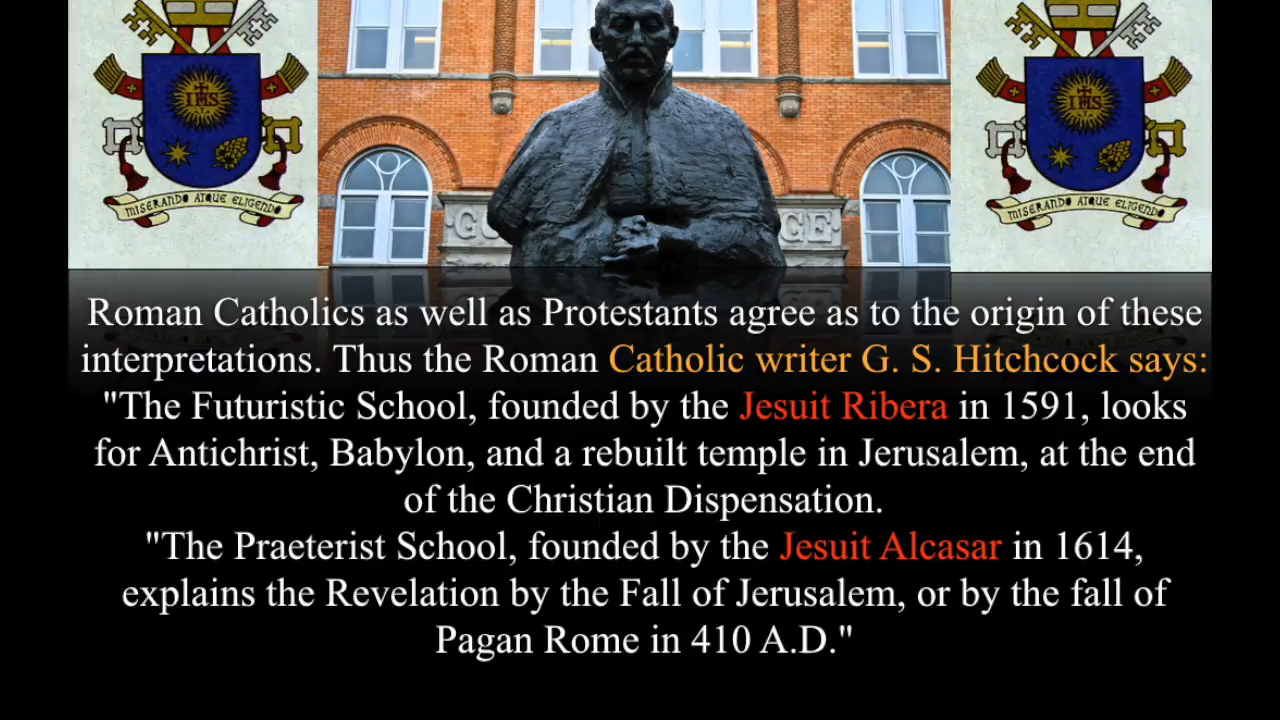 IHS
IHS
MISERANDO ATQUE ELIGENDO
MISERANDO ATQUE ELIGENDO
Roman Catholics as well as Protestants agree as to the origin of these
interpretations. Thus the Roman Catholic writer G. S. Hitchcock says:
"The Futuristic School, founded by the Jesuit Ribera in 1591, looks
for Antichrist, Babylon, and a rebuilt temple in Jerusalem, at the end
of the Christian Dispensation.
"The Praeterist School, founded by the Jesuit Alcasar in 1614,
explains the Revelation by the Fall of Jerusalem, or by the fall of
Pagan Rome in 410 A.D."